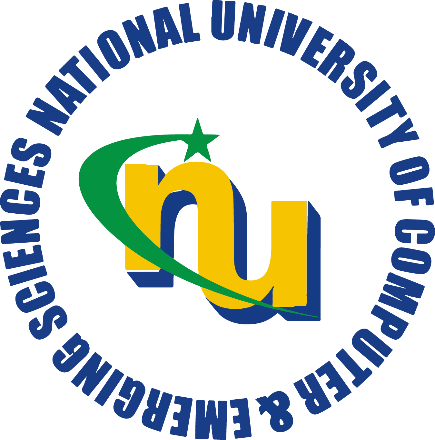 NATIONAL UNIVERSITY OF COMPUTER & EMERGING SCIENCES
nu